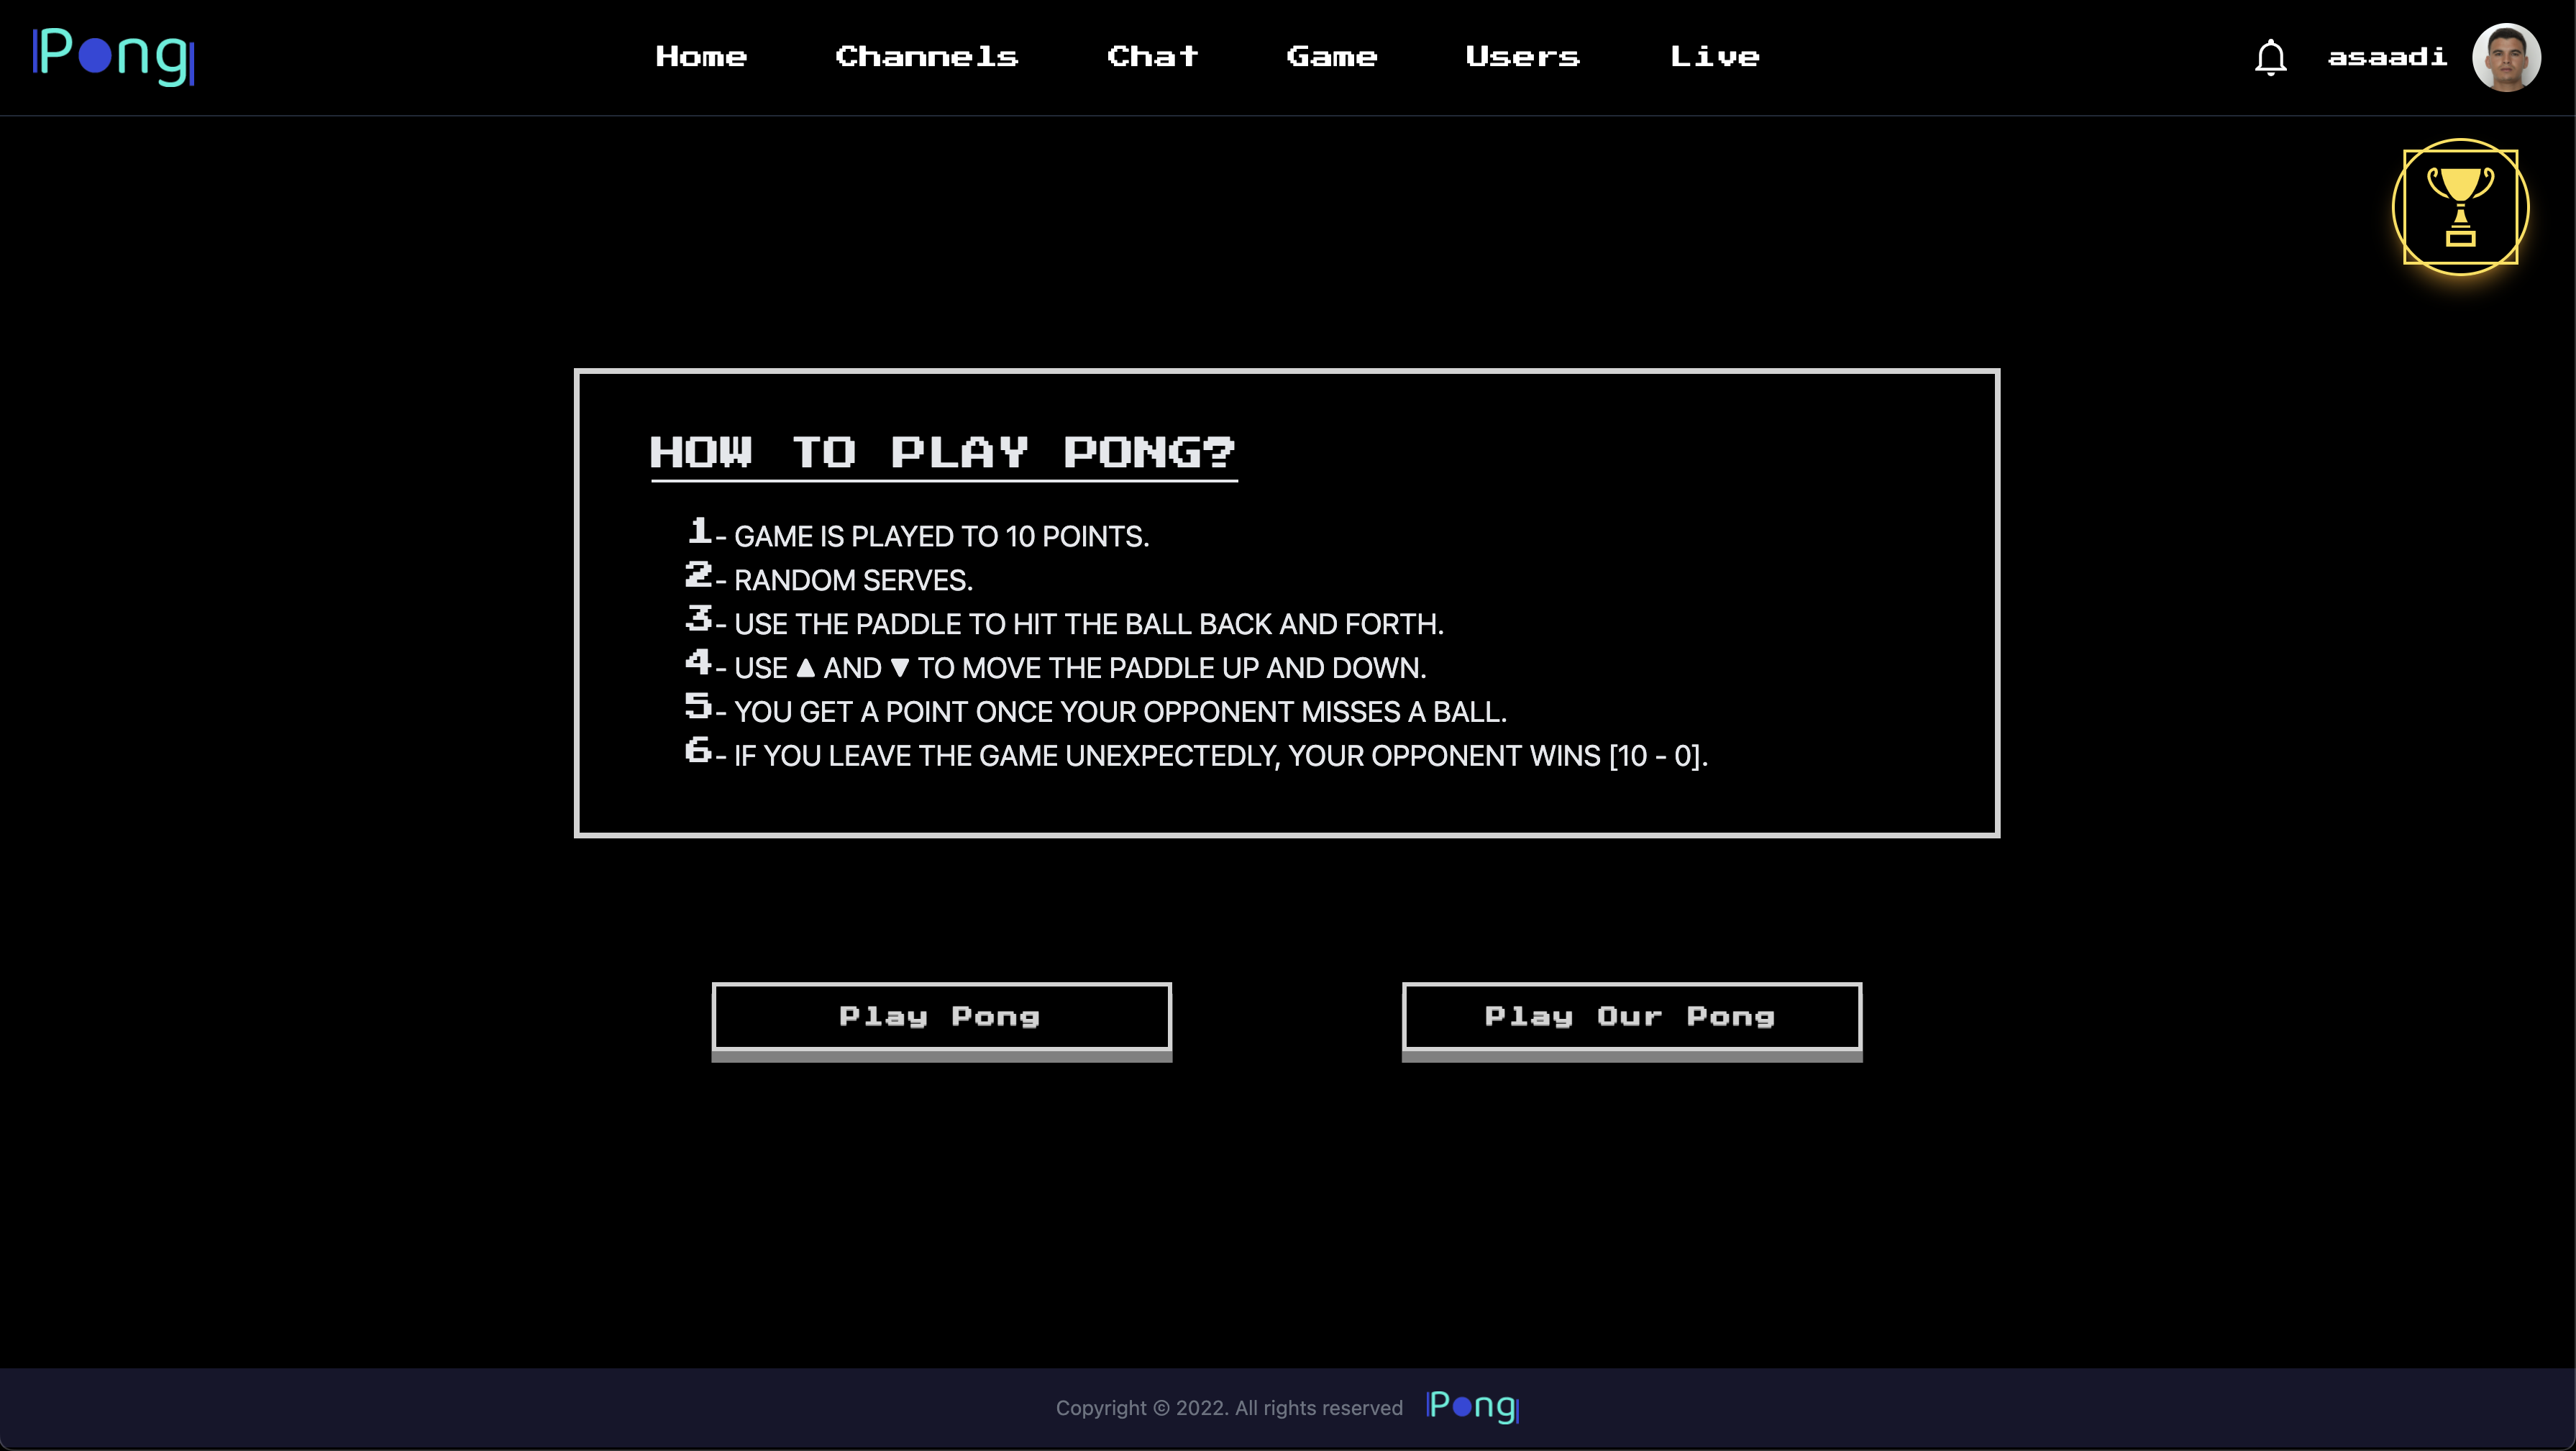 Pong
Home Channels Chat Game Users Live
asaadi
HOW TO PLAY PONG?
1- GAME IS PLAYED TO 10 POINTS.
2- RANDOM SERVES.
3- USE THE PADDLE TO HIT THE BALL BACK AND FORTH.
4- USE ▲ AND ▼ TO MOVE THE PADDLE UP AND DOWN.
5- YOU GET A POINT ONCE YOUR OPPONENT MISSES A BALL.
6- IF YOU LEAVE THE GAME UNEXPECTEDLY, YOUR OPPONENT WINS [10 - 0].
Play Pong
Play Our Pong
Copyright © 2022. All rights reserved Pong